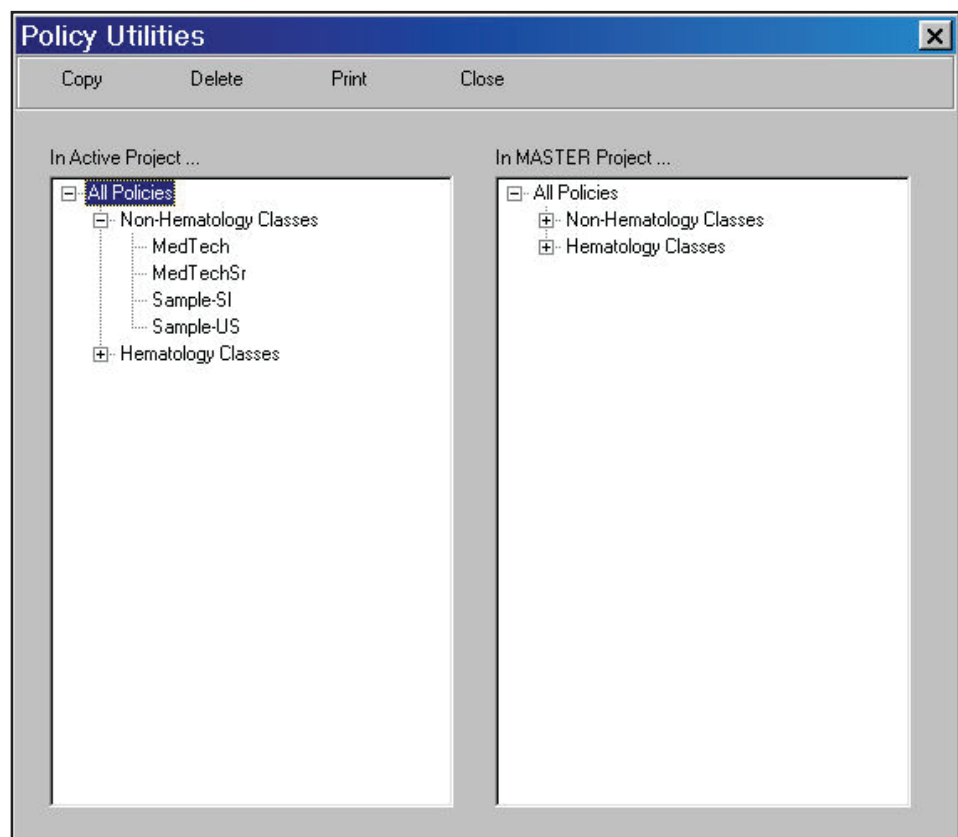 Policy Utilities
Copy Delete Print Close
In Active Project ...
All Policies
Non-Hematology Classes
MedTech
MedTechSr
Sample-SI
Sample-US
Hematology Classes
In MASTER Project ...
All Policies
Non-Hematology Classes
Hematology Classes